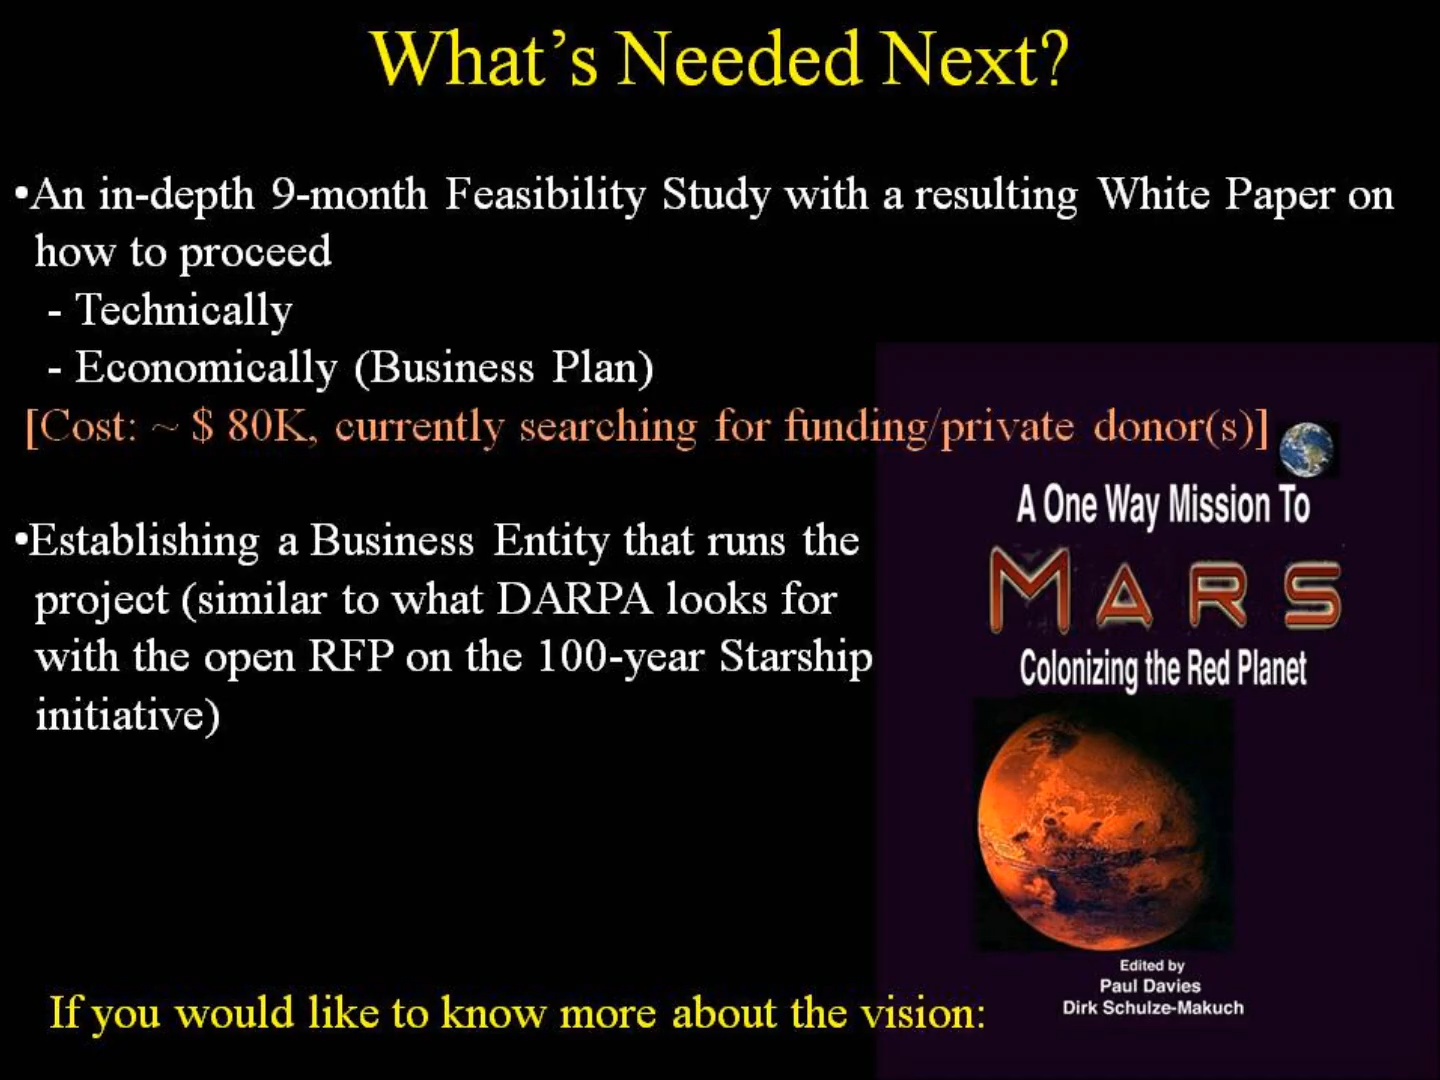 What's Needed Next?
•An in-depth 9-month Feasibility Study with a resulting White Paper on
how to proceed
- Technically
- Economically (Business Plan)
[Cost: ~ $ 80K, currently searching for funding/private donor(s)]
•Establishing a Business Entity that runs the
project (similar to what DARPA looks for
with the open RFP on the 100-year Starship
initiative)
A One Way Mission To
MARS
Colonizing the Red Planet
Edited by
Paul Davies
Dirk Schulze-Makuch
If you would like to know more about the vision: